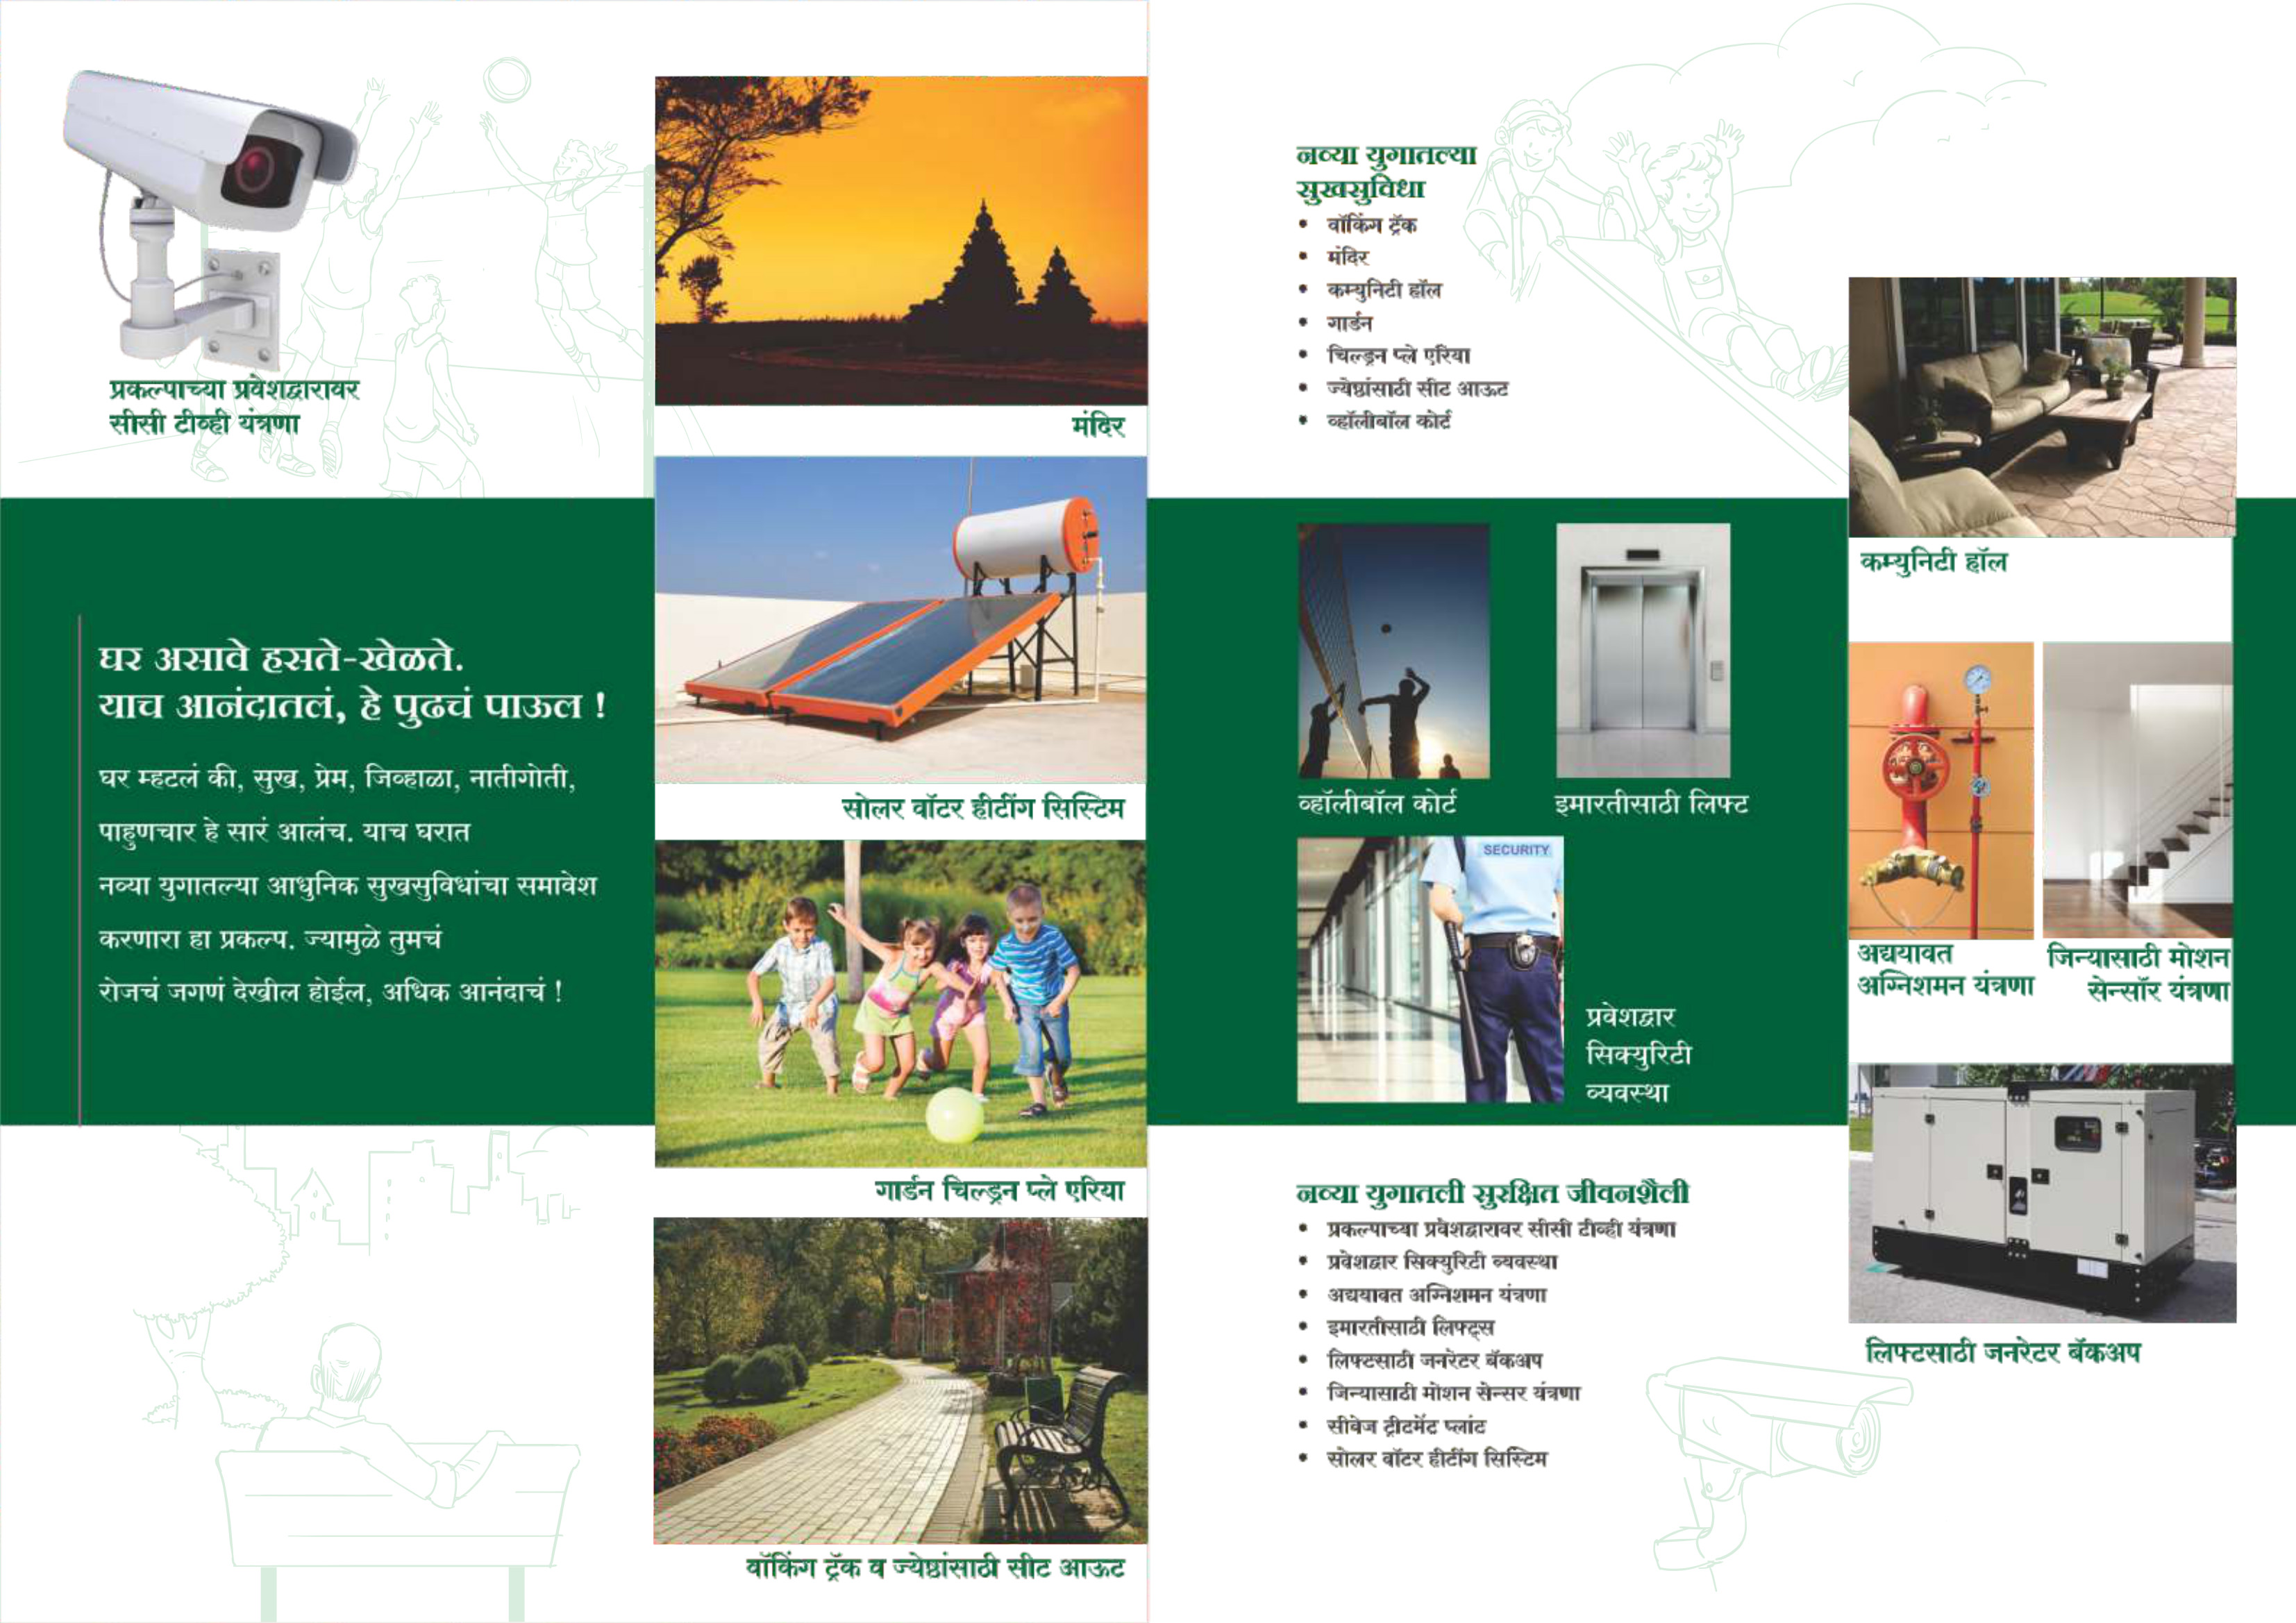 प्रकल्पाच्या प्रवेशद्वारावर
सीसी टीव्ही यंत्रणा
मंदिर
घर असावे हसते-खेळते.
याच आनंदातलं, हे पुढचं पाऊल !
घर म्हटलं की, सुख, प्रेम, जिव्हाळा, नातीगोती,
पाहुणचार हे सारं आलंच. याच घरात
नव्या युगातल्या आधुनिक सुखसुविधांचा समावेश
करणारा हा प्रकल्प. ज्यामुळे तुमचं
रोजचं जगणं देखील होईल, अधिक आनंदाचं !
सोलर वॉटर हीटींग सिस्टिम
गार्डन चिल्ड्रन प्ले एरिया
वॉकिंग ट्रॅक व ज्येष्ठांसाठी सीट आऊट
नव्या युगातल्या
सुखसुविधा
• वॉकिंग ट्रॅक
• मंदिर
• कम्युनिटी हॉल
• गार्डन
• चिल्ड्रन प्ले एरिया
• ज्येष्ठांसाठी सीट आऊट
• व्हॉलीबॉल कोर्ट
कम्युनिटी हॉल
व्हॉलीबॉल कोर्ट
इमारतीसाठी लिफ्ट
SECURITY
प्रवेशद्वार
सिक्युरिटी
व्यवस्था
अद्ययावत
अग्निशमन यंत्रणा
जिन्यासाठी मोशन
सेन्सॉर यंत्रणा
लिफ्टसाठी जनरेटर बॅकअप
नव्या युगातली सुरक्षित जीवनशैली
• प्रकल्पाच्या प्रवेशद्वारावर सीसी टीव्ही यंत्रणा
• प्रवेशद्वार सिक्युरिटी व्यवस्था
• अद्ययावत अग्निशमन यंत्रणा
• इमारतीसाठी लिफ्ट्स
• लिफ्टसाठी जनरेटर बॅकअप
• जिन्यासाठी मोशन सेन्सर यंत्रणा
• सीवेज ट्रीटमेंट प्लांट
• सोलर वॉटर हीटींग सिस्टिम